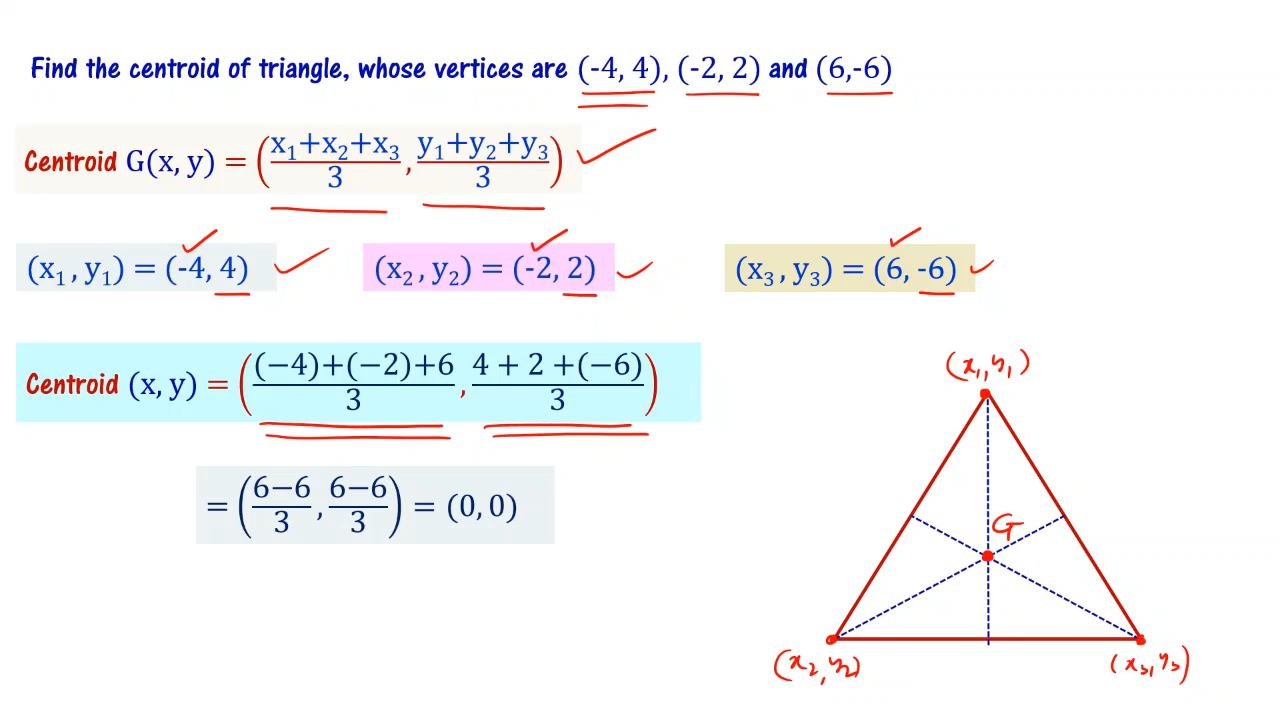 Find the centroid of triangle, whose vertices are (-4, 4), (-2, 2) and (6,-6)
Centroid G(x, y) = (x₁+x₂+x₃/3, y₁+y₂+y₃/3)
(x₁, y₁) = (-4, 4)
(x₂, y₂) = (-2, 2)
(x₃, y₃) = (6, -6)
Centroid (x, y) = ((−4)+(−2)+6/3, 4 + 2 +(−6)/3)
= (6−6/3, 6−6/3) = (0, 0)
(x₁, y₁)
G
(x₂, y₂)
(x₃, y₃)